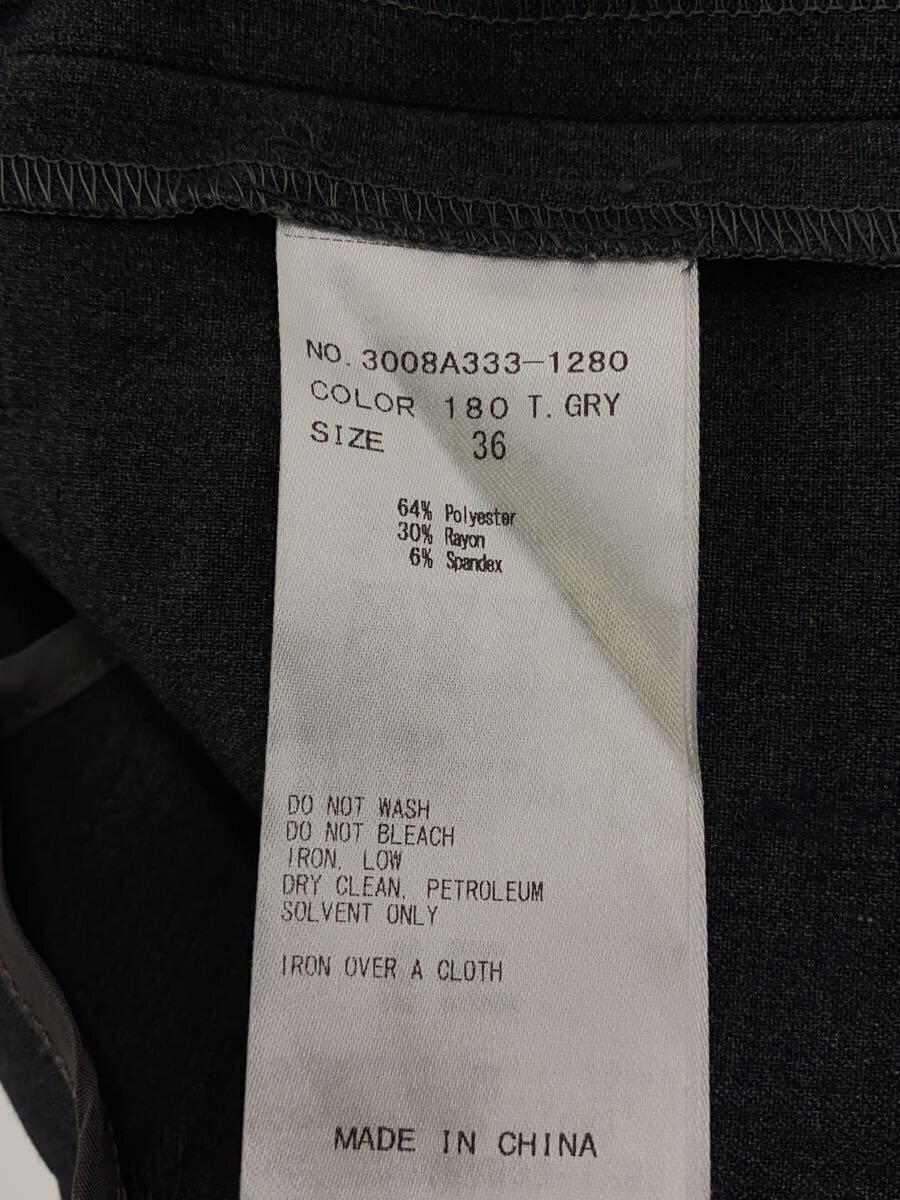 NO. 3008A333-1280
COLOR 180 T. GRY
SIZE 36
64% Polyester
30% Rayon
6% Spandex
DO NOT WASH
DO NOT BLEACH
IRON. LOW
DRY CLEAN. PETROLEUM
SOLVENT ONLY
IRON OVER A CLOTH
MADE IN CHINA